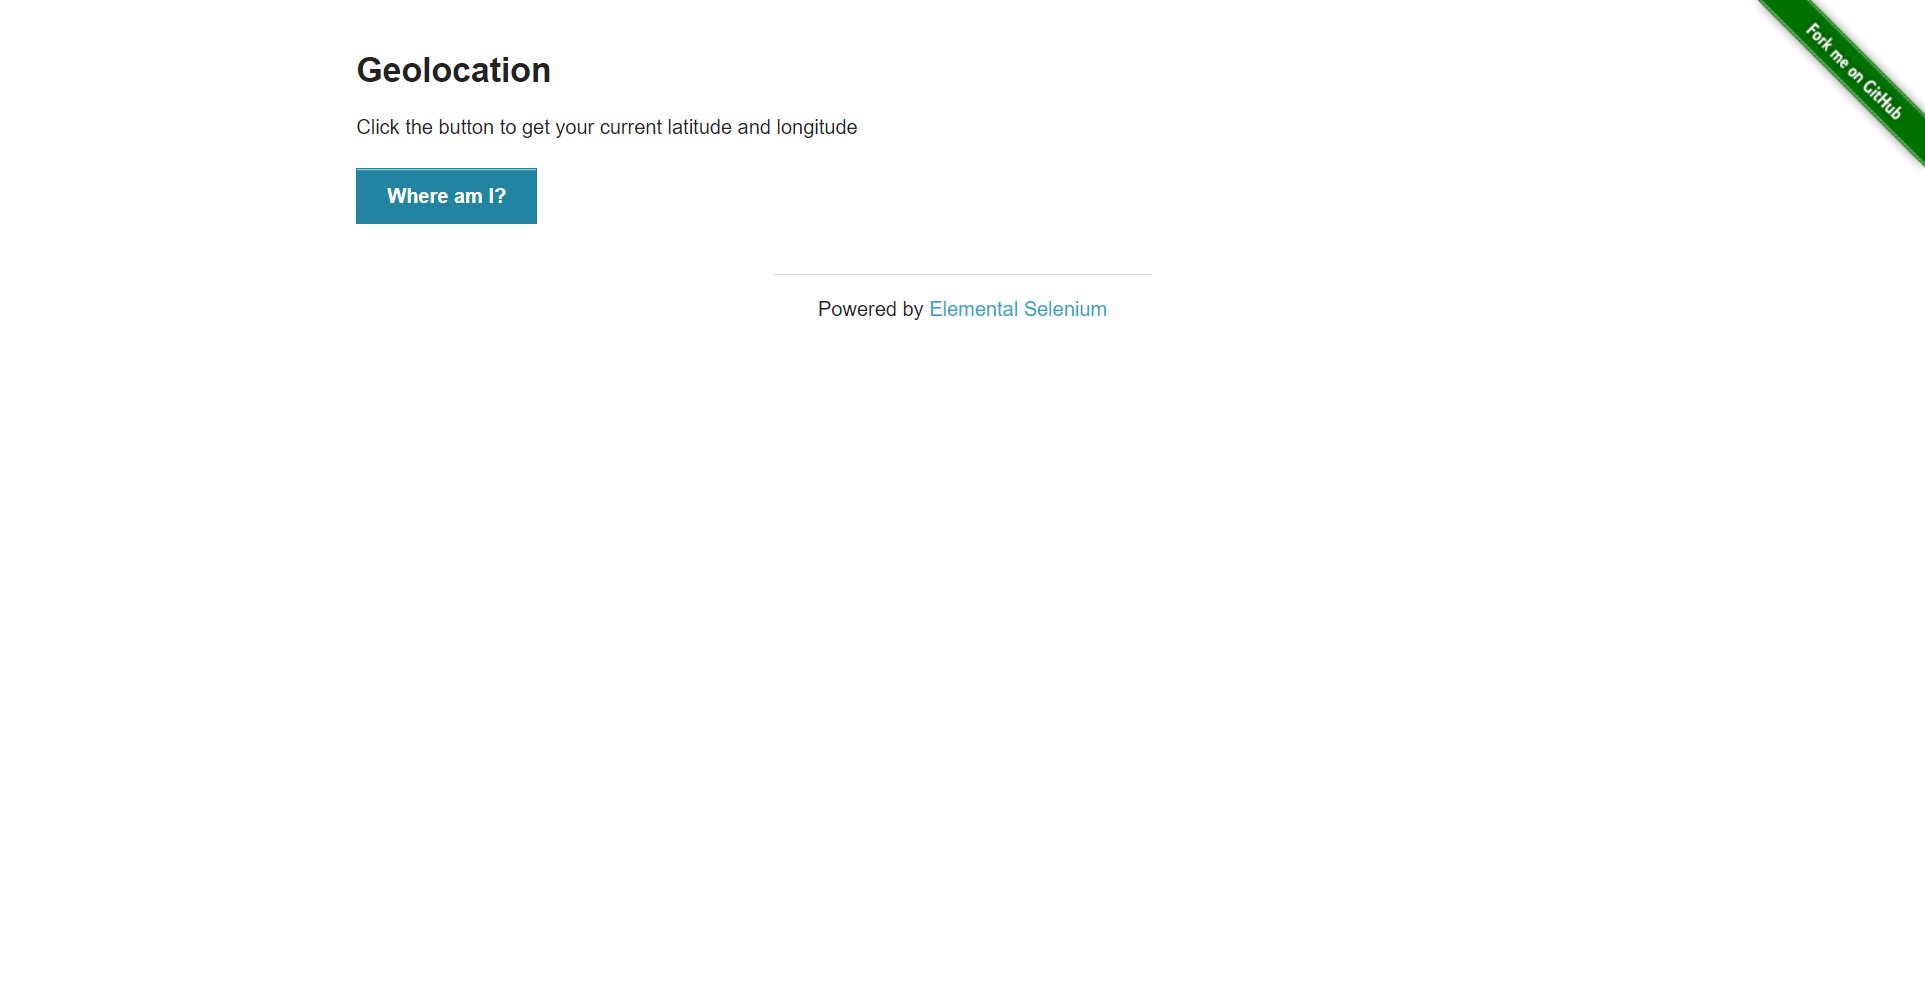 Fork me on GitHub
Geolocation
Click the button to get your current latitude and longitude
Where am I?
Powered by Elemental Selenium